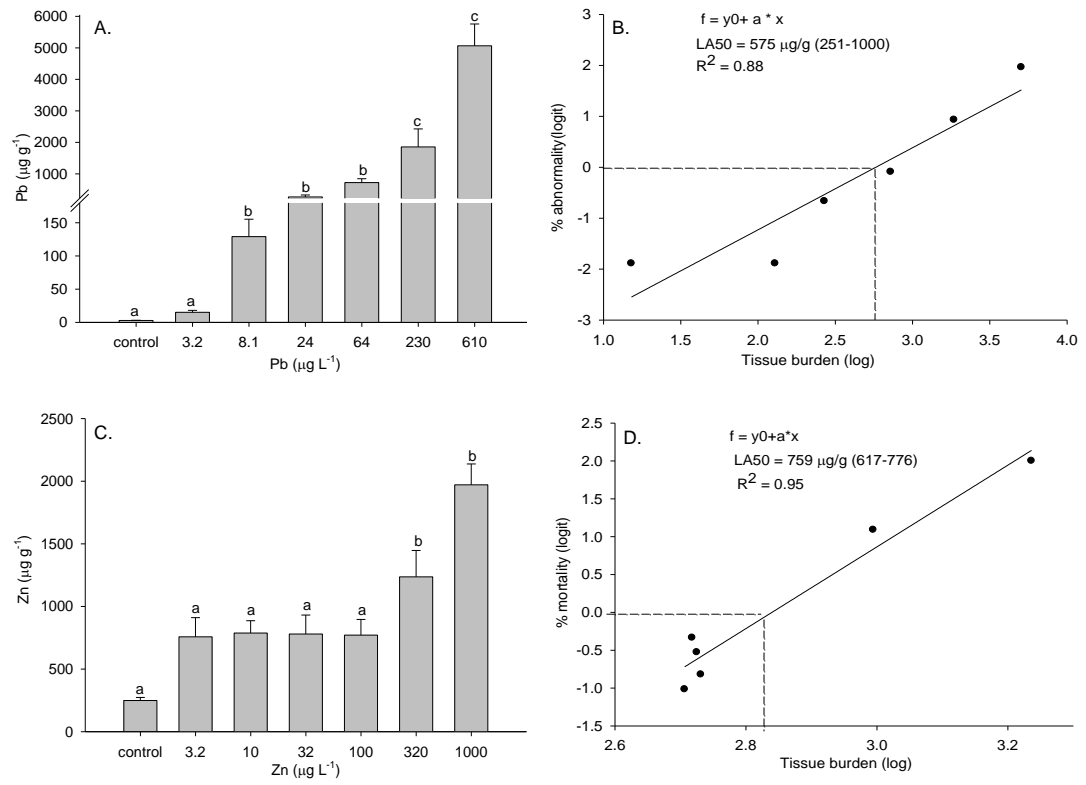 A.
Pb (μg g-1)
6000
5000
4000
3000
2000
1000
150
100
50
0
a
a
b
b
b
c
c
control 3.2 8.1 24 64 230 610
Pb (μg L-1)
B.
f = y0+ a * x
LA50 = 575 μg/g (251-1000)
R2 = 0.88
% abnormality(logit)
3
2
1
0
-1
-2
-3
1.0 1.5 2.0 2.5 3.0 3.5 4.0
Tissue burden (log)
C.
Zn (μg g-1)
2500
2000
1500
1000
500
0
a
a
a
a
a
b
b
control 3.2 10 32 100 320 1000
Zn (μg L-1)
D.
f = y0+a*x
LA50 = 759 μg/g (617-776)
R2 = 0.95
% mortality (logit)
2.5
2.0
1.5
1.0
0.5
0.0
-0.5
-1.0
-1.5
2.6 2.8 3.0 3.2
Tissue burden (log)